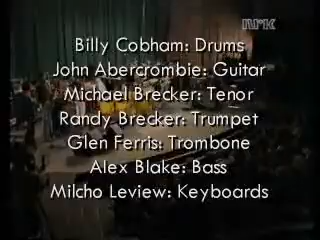 NRK
Billy Cobham: Drums
John Abercrombie: Guitar
Michael Brecker: Tenor
Randy Brecker: Trumpet
Glen Ferris: Trombone
Alex Blake: Bass
Milcho Leview: Keyboards